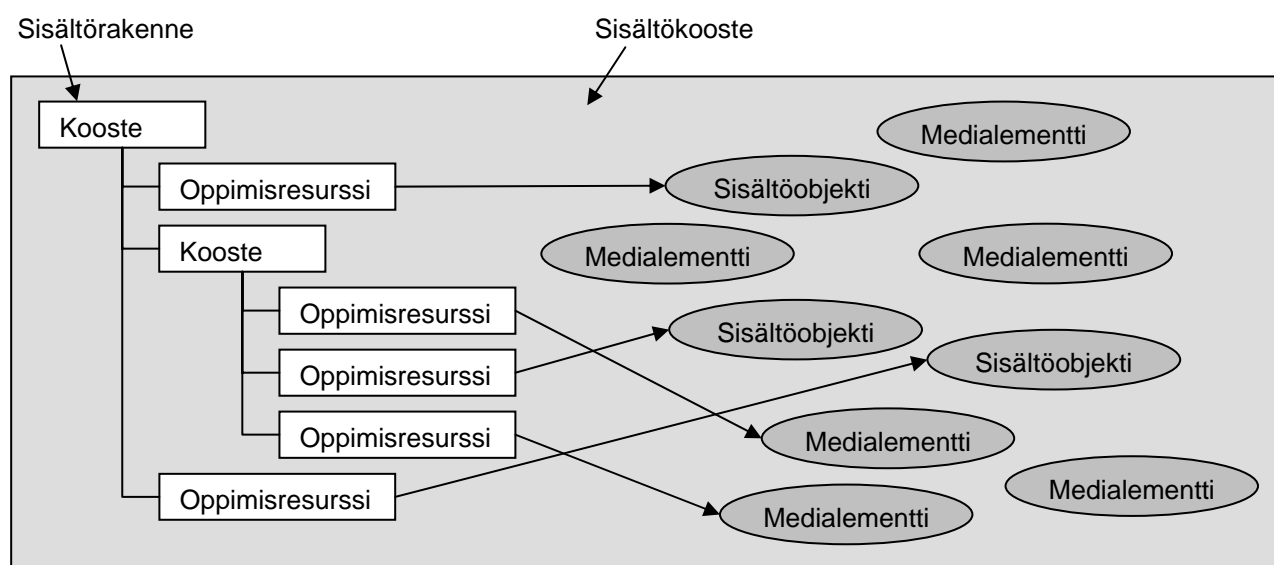 Sisältörakenne
Sisältökooste
Kooste
Medialementti
Oppimisresurssi
Sisältöobjekti
Kooste
Medialementti
Medialementti
Oppimisresurssi
Sisältöobjekti
Oppimisresurssi
Sisältöobjekti
Oppimisresurssi
Medialementti
Oppimisresurssi
Medialementti
Medialementti